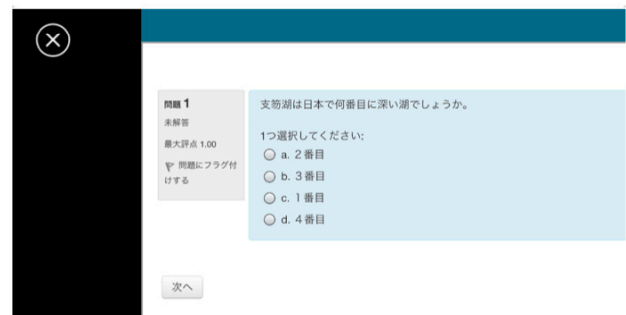 問題 1
未解答
最大評点 1.00
問題にフラグ付
けする
支笏湖は日本で何番目に深い湖でしょうか。
1つ選択してください:
a. 2番目
b. 3番目
c. 1番目
d. 4番目
次へ